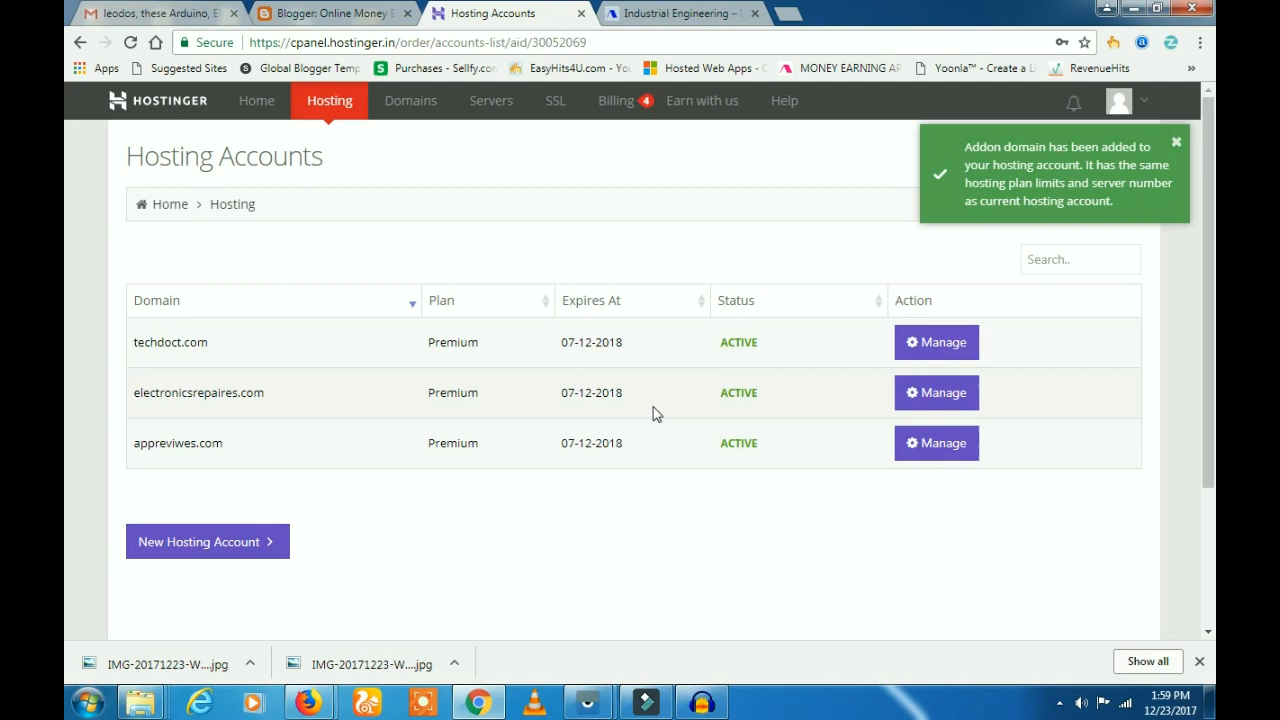 leodos, these Arduino, E
Blogger: Online Money E
Hosting Accounts
Industrial Engineering –
Secure
https://cpanel.hostinger.in/order/accounts-list/aid/30052069
Apps
Suggested Sites
Global Blogger Temp
Purchases - Sellfy.com
EasyHits4U.com - Yo
Hosted Web Apps -
MONEY EARNING AP
Yoonla™ - Create a L
RevenueHits
»
HOSTINGER
Home
Hosting
Domains
Servers
SSL
Billing 4
Earn with us
Help
Hosting Accounts
Addon domain has been added to
your hosting account. It has the same
hosting plan limits and server number
as current hosting account.
Home > Hosting
Search..
Domain Plan Expires At Status Action
techdoct.com Premium 07-12-2018 ACTIVE Manage
electronicsrepaires.com Premium 07-12-2018 ACTIVE Manage
appreviwes.com Premium 07-12-2018 ACTIVE Manage
New Hosting Account >
IMG-20171223-W....jpg
IMG-20171223-W....jpg
Show all
1:59 PM
12/23/2017